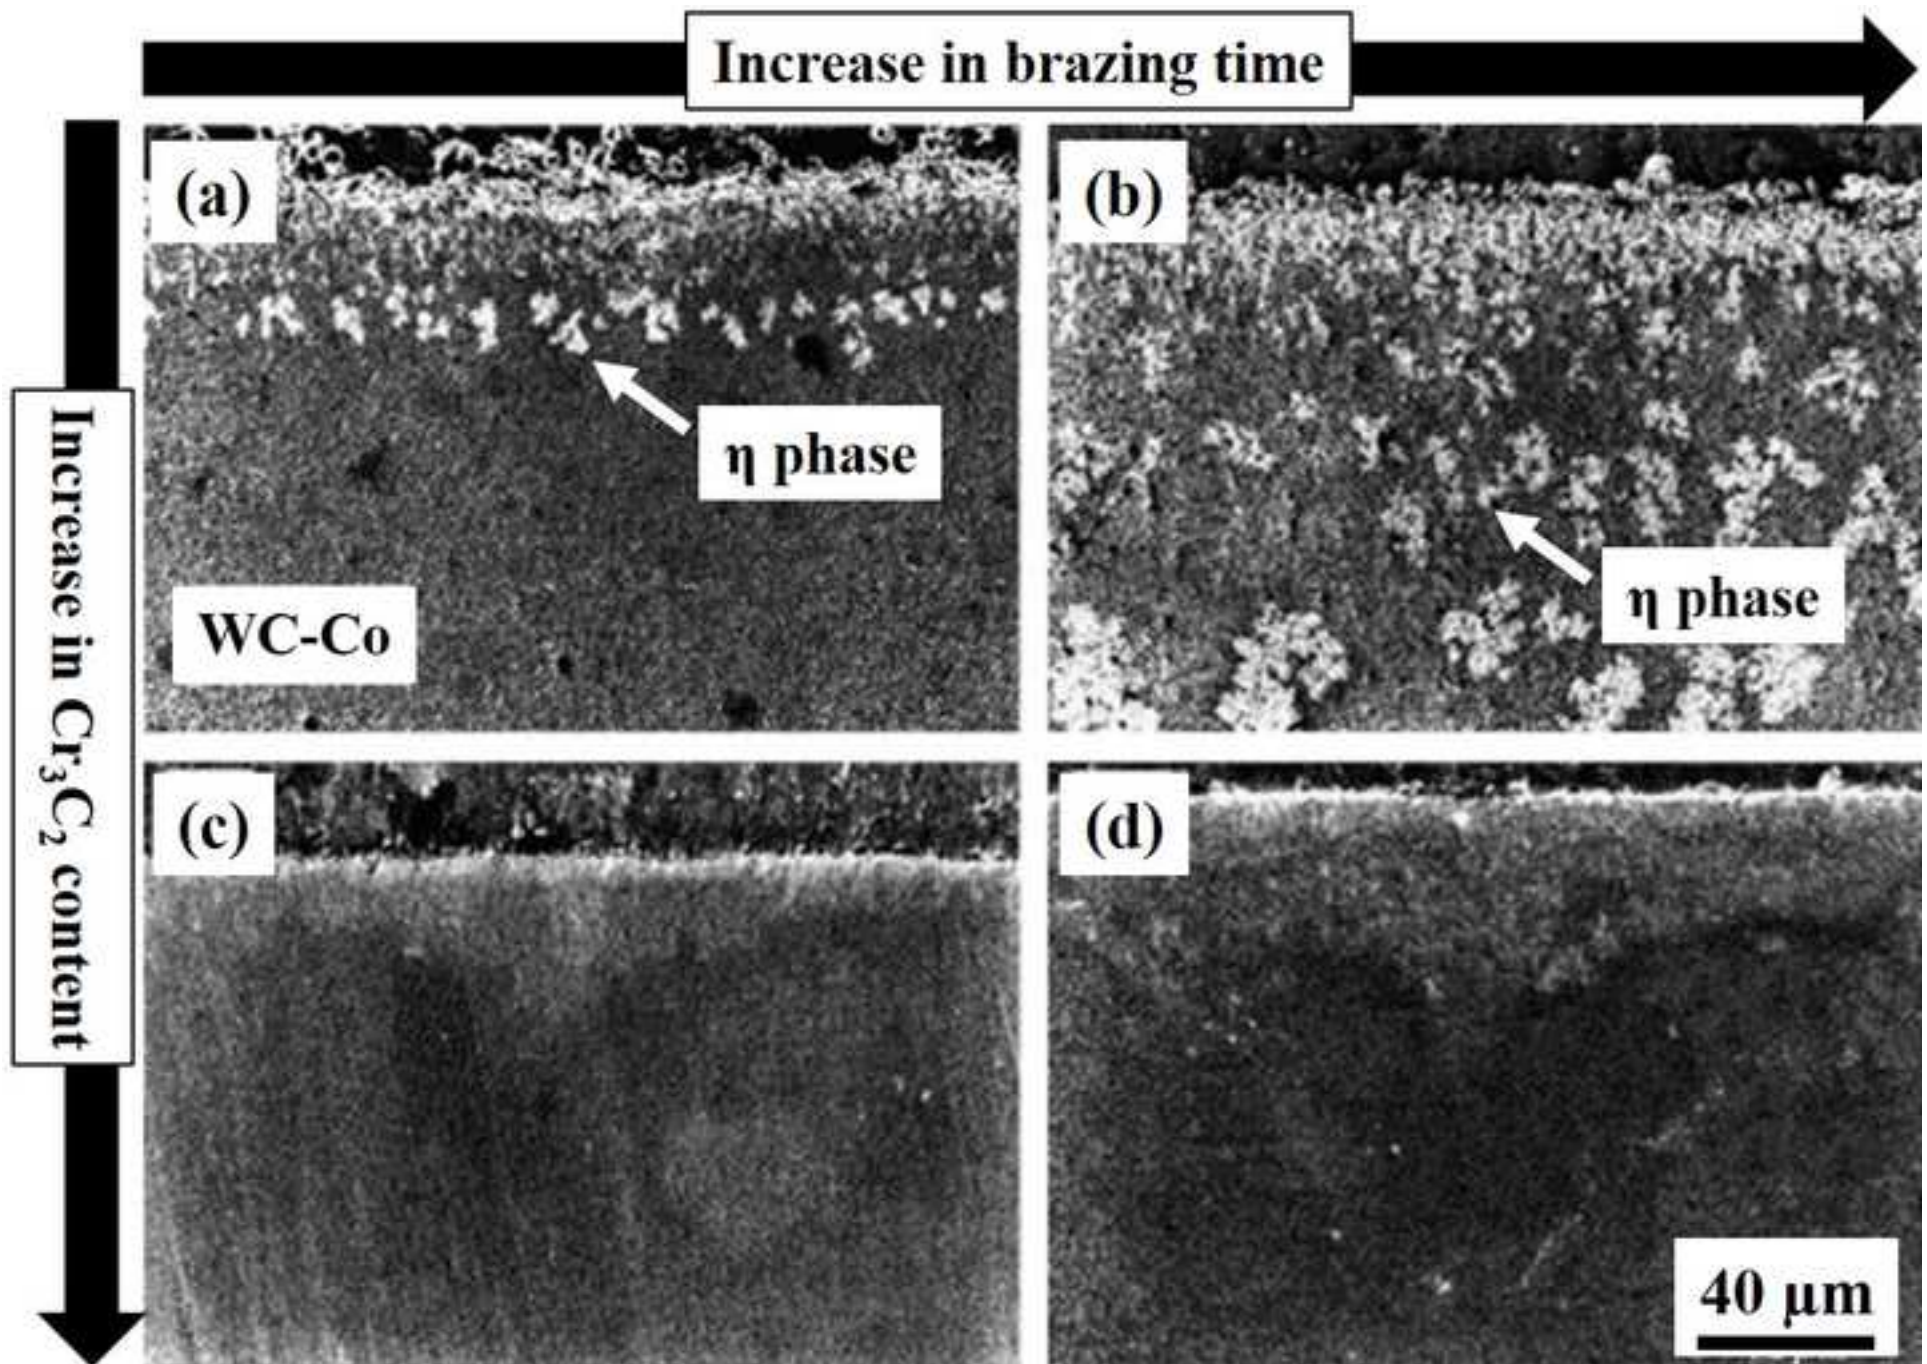 Increase in brazing time
Increase in Cr₃C₂ content
(a)
η phase
WC-Co
(b)
η phase
(c)
(d)
40 μm